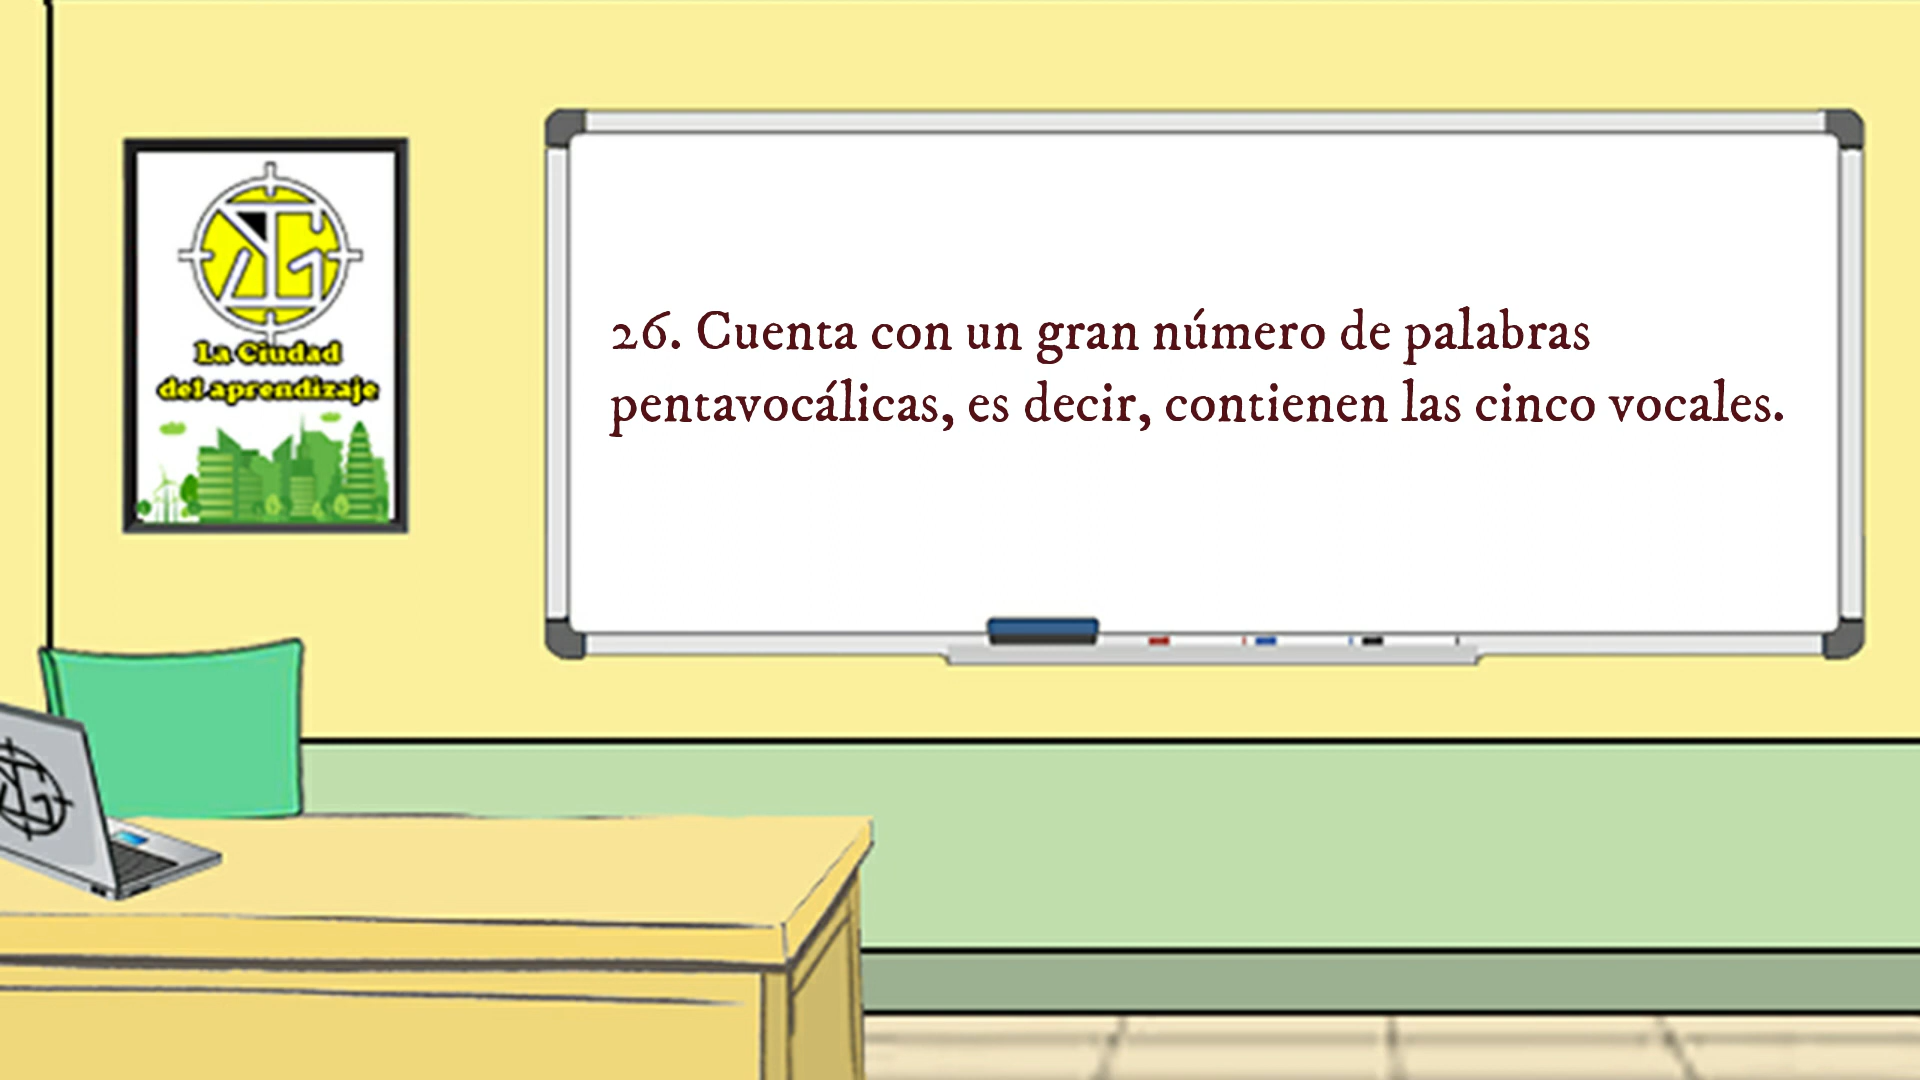 La Ciudad
del aprendizaje
26. Cuenta con un gran número de palabras
pentavocálicas, es decir, contienen las cinco vocales.